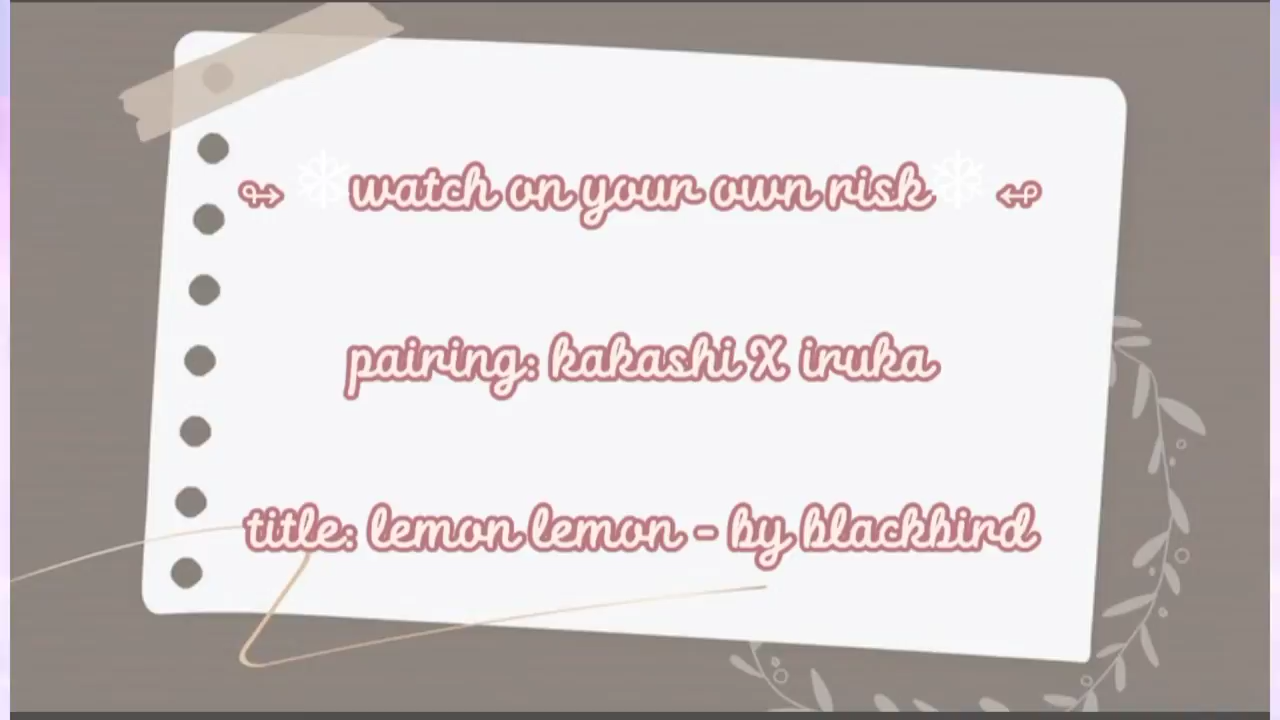 ↬ ❄watch on your own risk❄ ↫
pairing: kakashi X iruka
title: lemon lemon - by blackbird